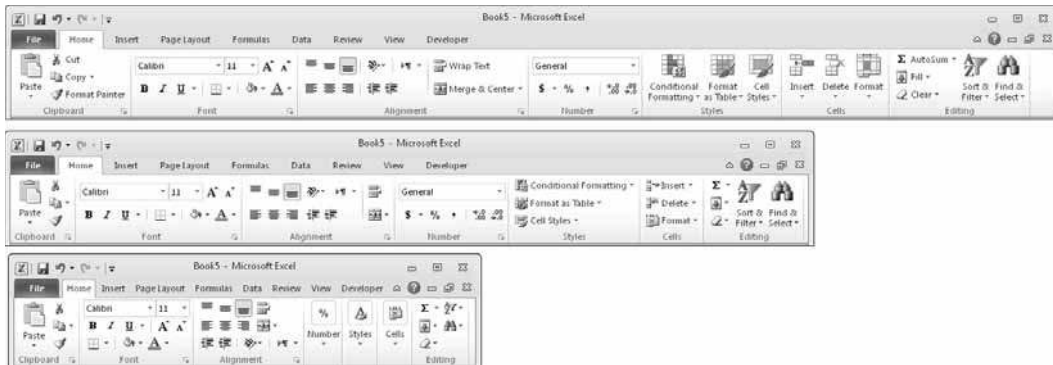 Book5 - Microsoft Excel
File Home Insert Page Layout Formulas Data Review View Developer
Cut
Copy
Format Painter
Paste
Calibri 11 A A
B I U A
Wrap Text
Merge & Center
General
$ % ,
Conditional Formatting
Format as Table
Cell Styles
Insert Delete Format
Σ AutoSum
Fill
Clear
Sort & Filter
Find & Select
Clipboard Font Alignment Number Styles Cells Editing
Book5 - Microsoft Excel
File Home Insert Page Layout Formulas Data Review View Developer
Paste
Calibri 11 A A
B I U A
General
$ % ,
Conditional Formatting
Format as Table
Cell Styles
Insert
Delete
Format
Σ
Sort & Filter
Find & Select
Clipboard Font Alignment Number Styles Cells Editing
Book5 - Microsoft Excel
File Home Insert Page Layout Formulas Data Review View Developer
Paste
Calibri 11
B I U A A
A
%
Number
A
Styles
Cells
Σ
Clipboard Font Alignment Editing